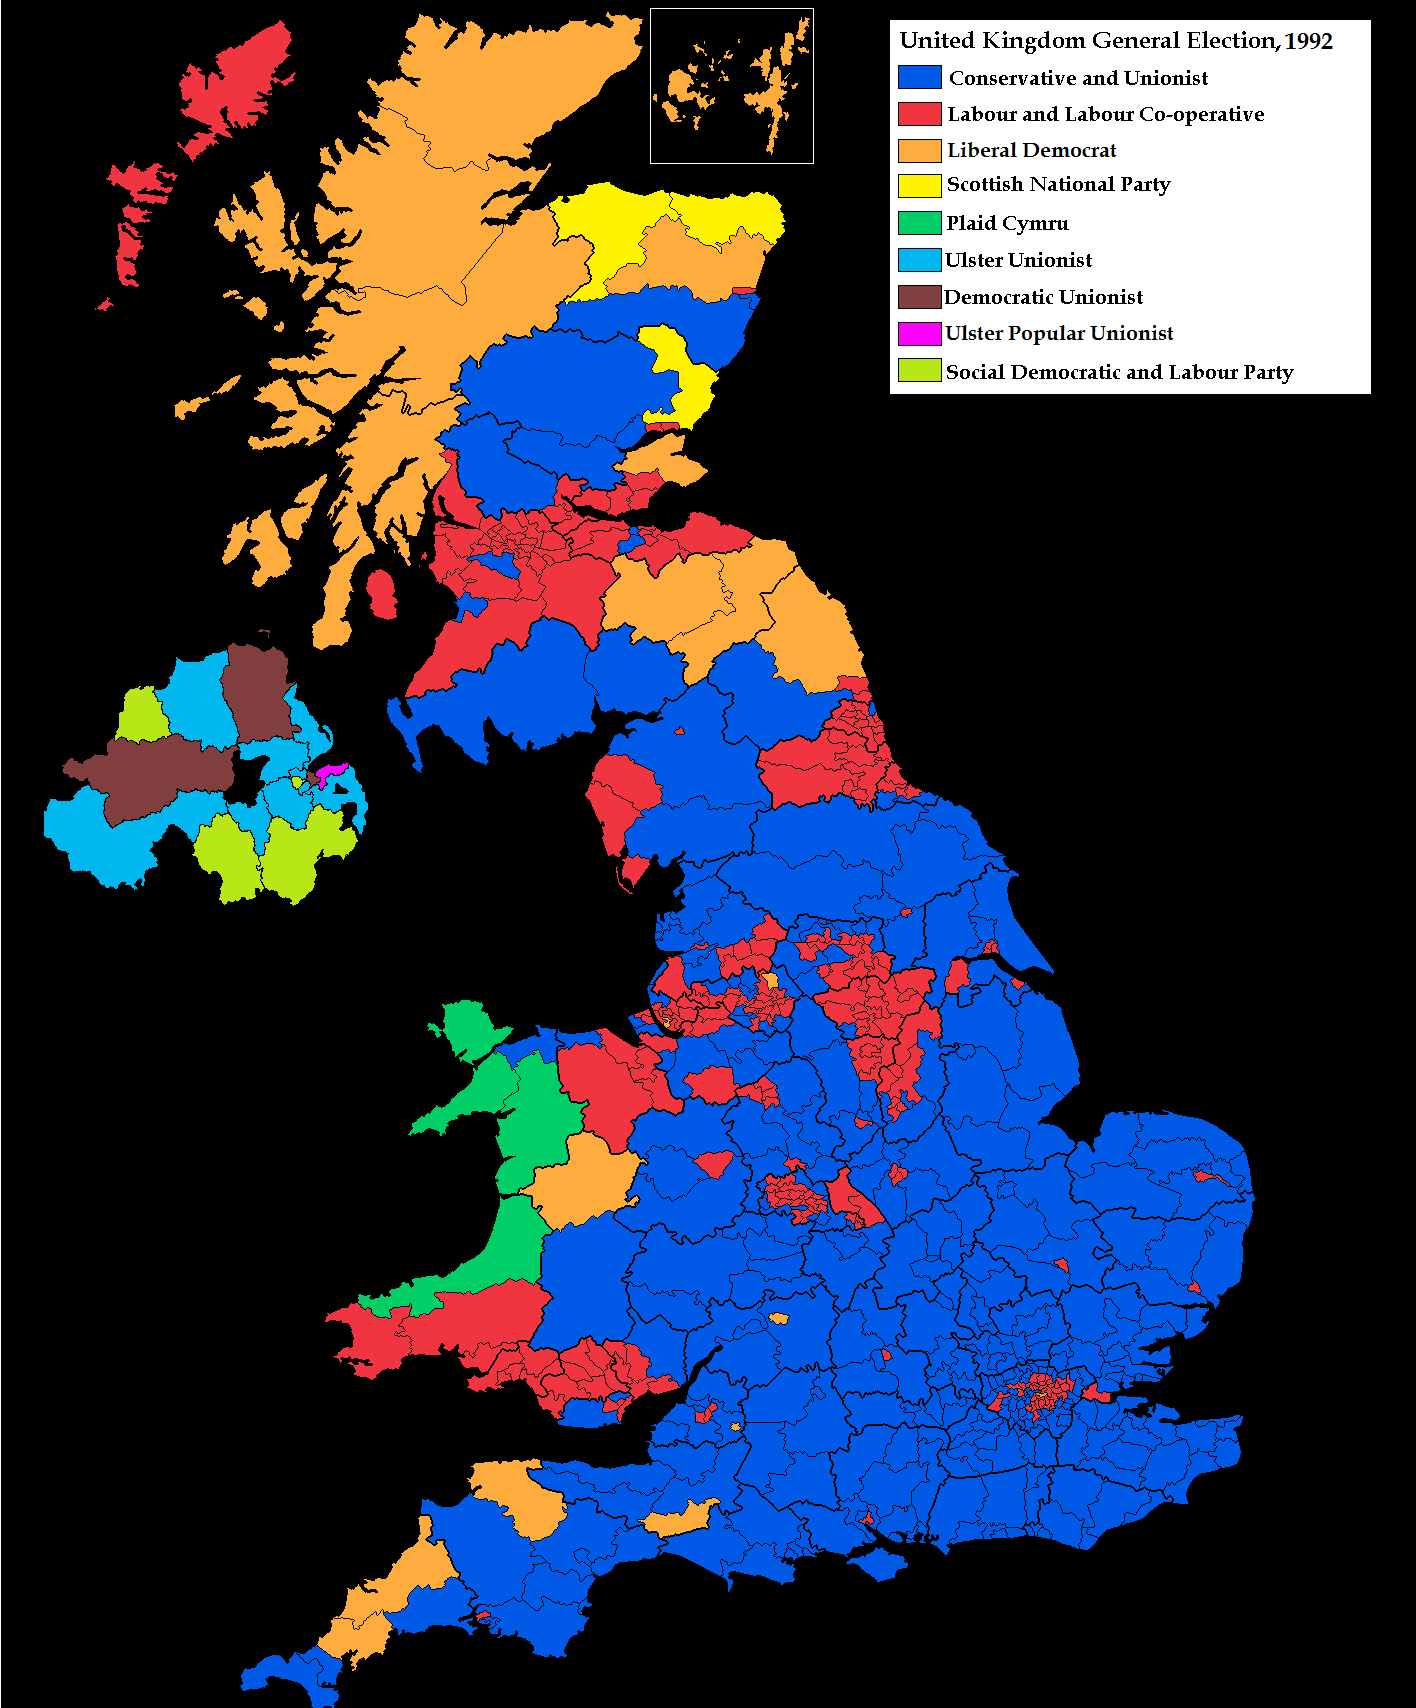 United Kingdom General Election, 1992
Conservative and Unionist
Labour and Labour Co-operative
Liberal Democrat
Scottish National Party
Plaid Cymru
Ulster Unionist
Democratic Unionist
Ulster Popular Unionist
Social Democratic and Labour Party